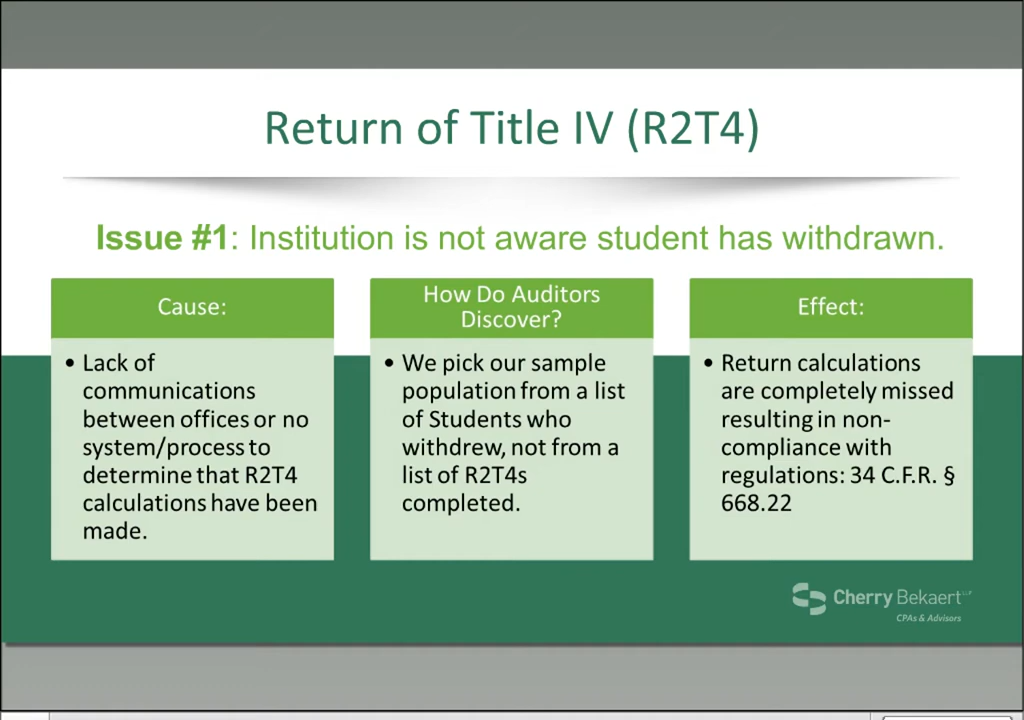 Return of Title IV (R2T4)
Issue #1: Institution is not aware student has withdrawn.
Cause:
• Lack of
communications
between offices or no
system/process to
determine that R2T4
calculations have been
made.
How Do Auditors
Discover?
• We pick our sample
population from a list
of Students who
withdrew, not from a
list of R2T4s
completed.
Effect:
• Return calculations
are completely missed
resulting in non-
compliance with
regulations: 34 C.F.R. §
668.22
Cherry Bekaert LLP
CPAs & Advisors